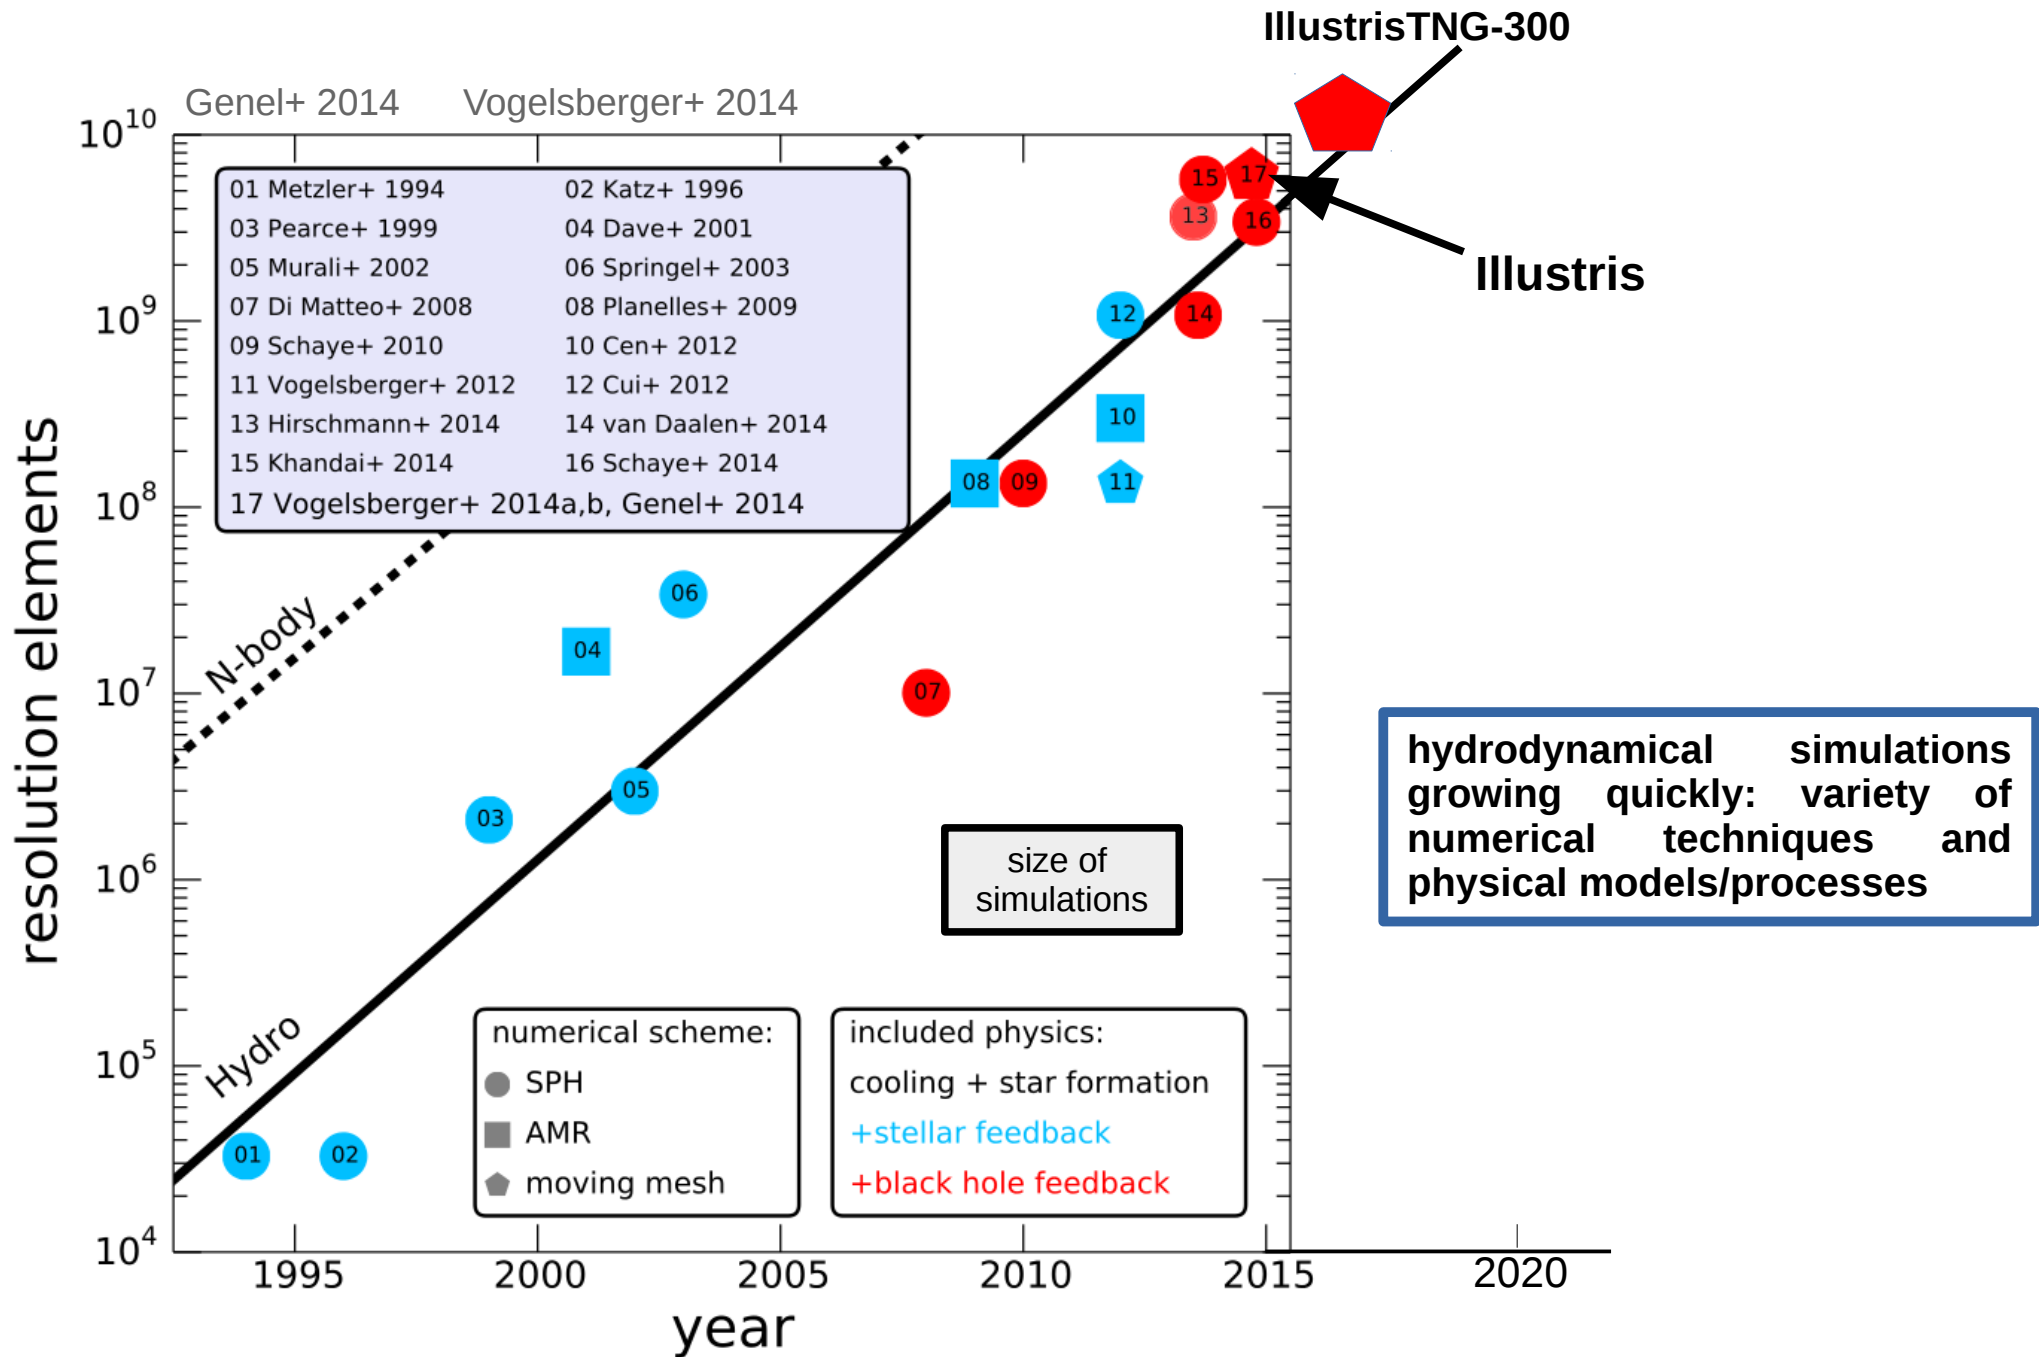 IllustrisTNG-300
Genel+ 2014 Vogelsberger+ 2014
10^10
10^9
10^8
10^7
10^6
10^5
10^4
resolution elements
01 Metzler+ 1994 02 Katz+ 1996
03 Pearce+ 1999 04 Dave+ 2001
05 Murali+ 2002 06 Springel+ 2003
07 Di Matteo+ 2008 08 Planelles+ 2009
09 Schaye+ 2010 10 Cen+ 2012
11 Vogelsberger+ 2012 12 Cui+ 2012
13 Hirschmann+ 2014 14 van Daalen+ 2014
15 Khandai+ 2014 16 Schaye+ 2014
17 Vogelsberger+ 2014a,b, Genel+ 2014
15
17
13
16
Illustris
12
14
10
08
09
11
06
N-body
04
07
03
05
hydrodynamical simulations
growing quickly: variety of
numerical techniques and
physical models/processes
size of
simulations
Hydro
01
02
numerical scheme:
SPH
AMR
moving mesh
included physics:
cooling + star formation
+stellar feedback
+black hole feedback
1995 2000 2005 2010 2015 2020
year